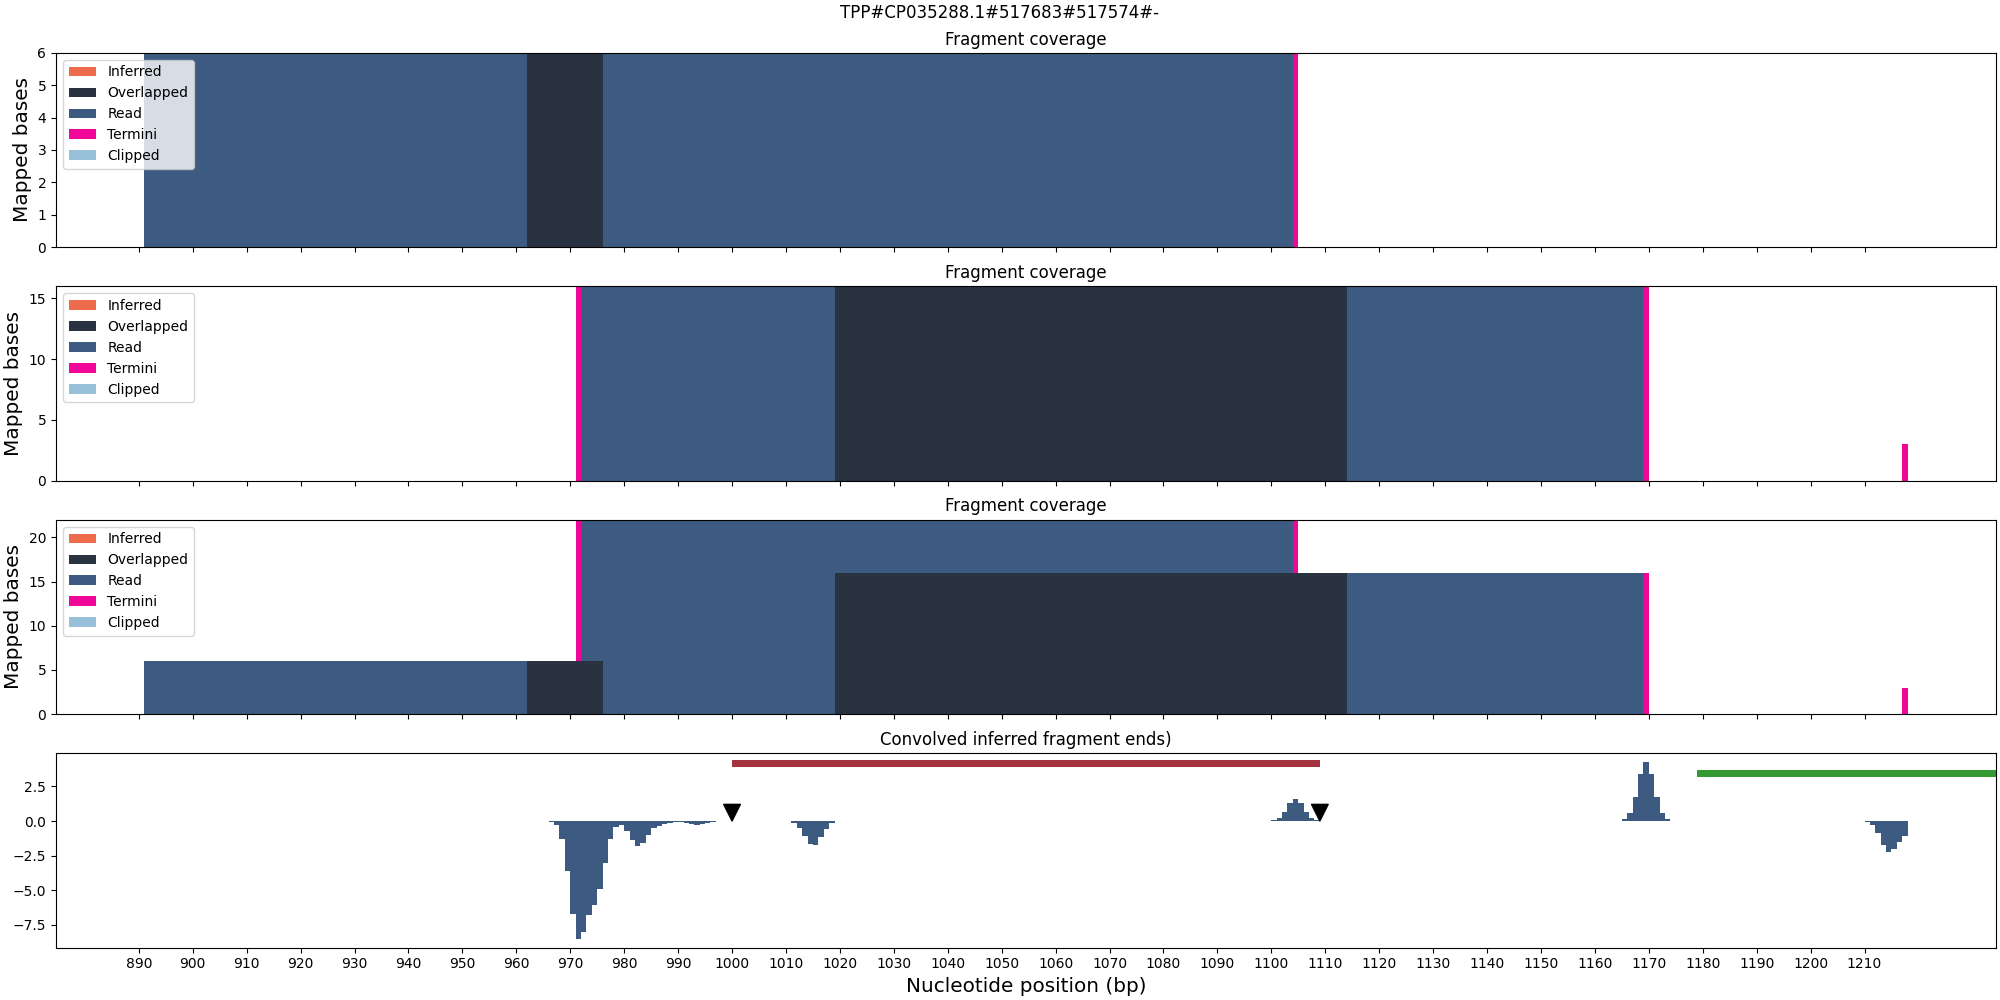 TPP#CP035288.1#517683#517574#-
Fragment coverage
Mapped bases
6
5
4
3
2
1
0
Inferred
Overlapped
Read
Termini
Clipped
Fragment coverage
Mapped bases
15
10
5
0
Inferred
Overlapped
Read
Termini
Clipped
Fragment coverage
Mapped bases
20
15
10
5
0
Inferred
Overlapped
Read
Termini
Clipped
Convolved inferred fragment ends)
2.5
0.0
−2.5
−5.0
−7.5
890 900 910 920 930 940 950 960 970 980 990 1000 1010 1020 1030 1040 1050 1060 1070 1080 1090 1100 1110 1120 1130 1140 1150 1160 1170 1180 1190 1200 1210
Nucleotide position (bp)